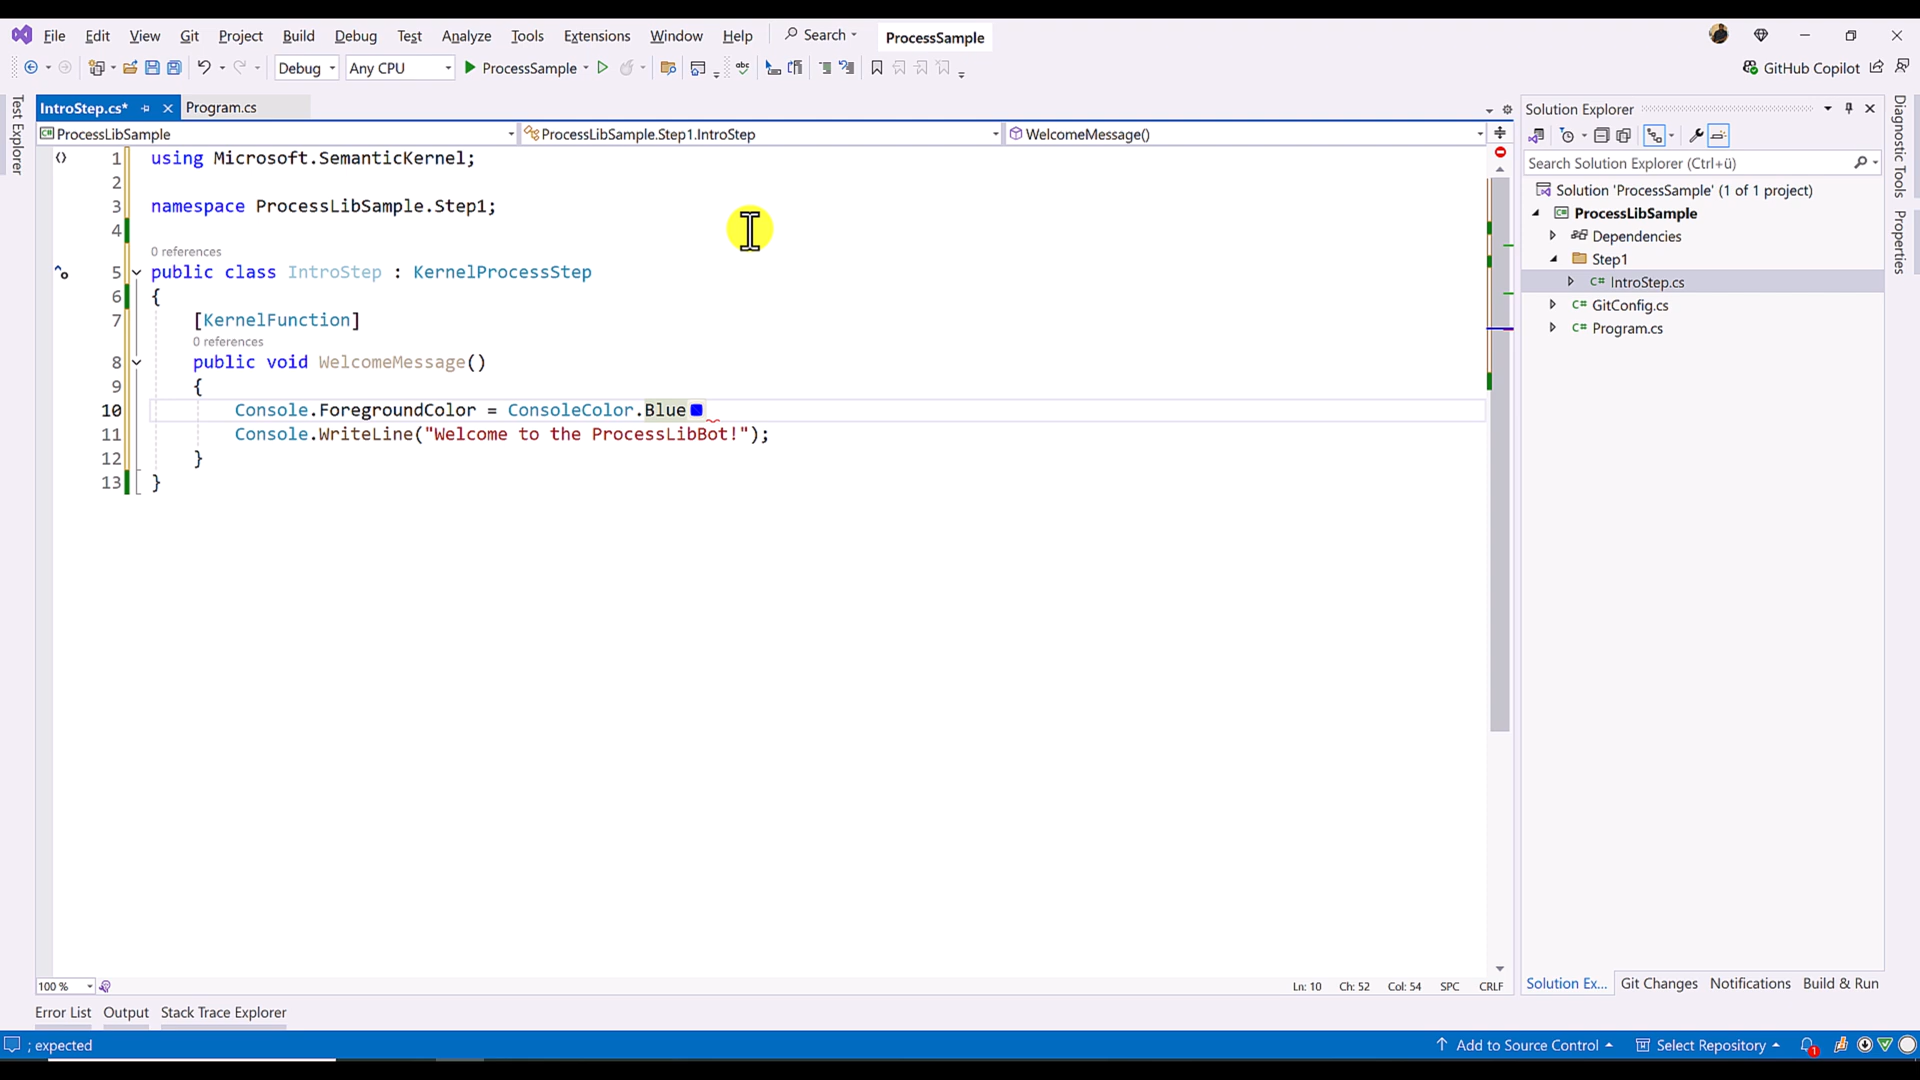 File Edit View Git Project Build Debug Test Analyze Tools Extensions Window Help Search ProcessSample
Debug Any CPU ProcessSample GitHub Copilot
IntroStep.cs* Program.cs
ProcessLibSample ProcessLibSample.Step1.IntroStep WelcomeMessage()
1 using Microsoft.SemanticKernel;
2
3 namespace ProcessLibSample.Step1;
4
0 references
5 public class IntroStep : KernelProcessStep
6 {
7 [KernelFunction]
0 references
8 public void WelcomeMessage()
9 {
10 Console.ForegroundColor = ConsoleColor.Blue
11 Console.WriteLine("Welcome to the ProcessLibBot!");
12 }
13 }
100 % Ln: 10 Ch: 52 Col: 54 SPC CRLF
Error List Output Stack Trace Explorer
; expected Add to Source Control Select Repository 1
Test Explorer
Solution Explorer
Search Solution Explorer (Ctrl+ü)
Solution 'ProcessSample' (1 of 1 project)
ProcessLibSample
Dependencies
Step1
C# IntroStep.cs
C# GitConfig.cs
C# Program.cs
Solution Ex... Git Changes Notifications Build & Run
Diagnostic Tools
Properties